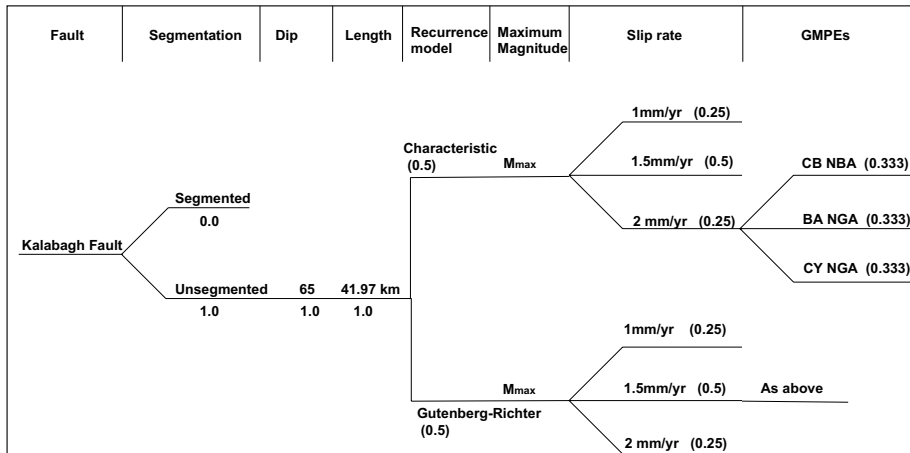 Fault Segmentation Dip Length Recurrence model Maximum Magnitude Slip rate GMPEs
1mm/yr (0.25)
Characteristic
(0.5)
Mmax
1.5mm/yr (0.5)
CB NBA (0.333)
Segmented
0.0
2 mm/yr (0.25)
BA NGA (0.333)
Kalabagh Fault
CY NGA (0.333)
Unsegmented 65 41.97 km
1.0 1.0 1.0
1mm/yr (0.25)
Mmax
1.5mm/yr (0.5)
As above
Gutenberg-Richter
(0.5)
2 mm/yr (0.25)